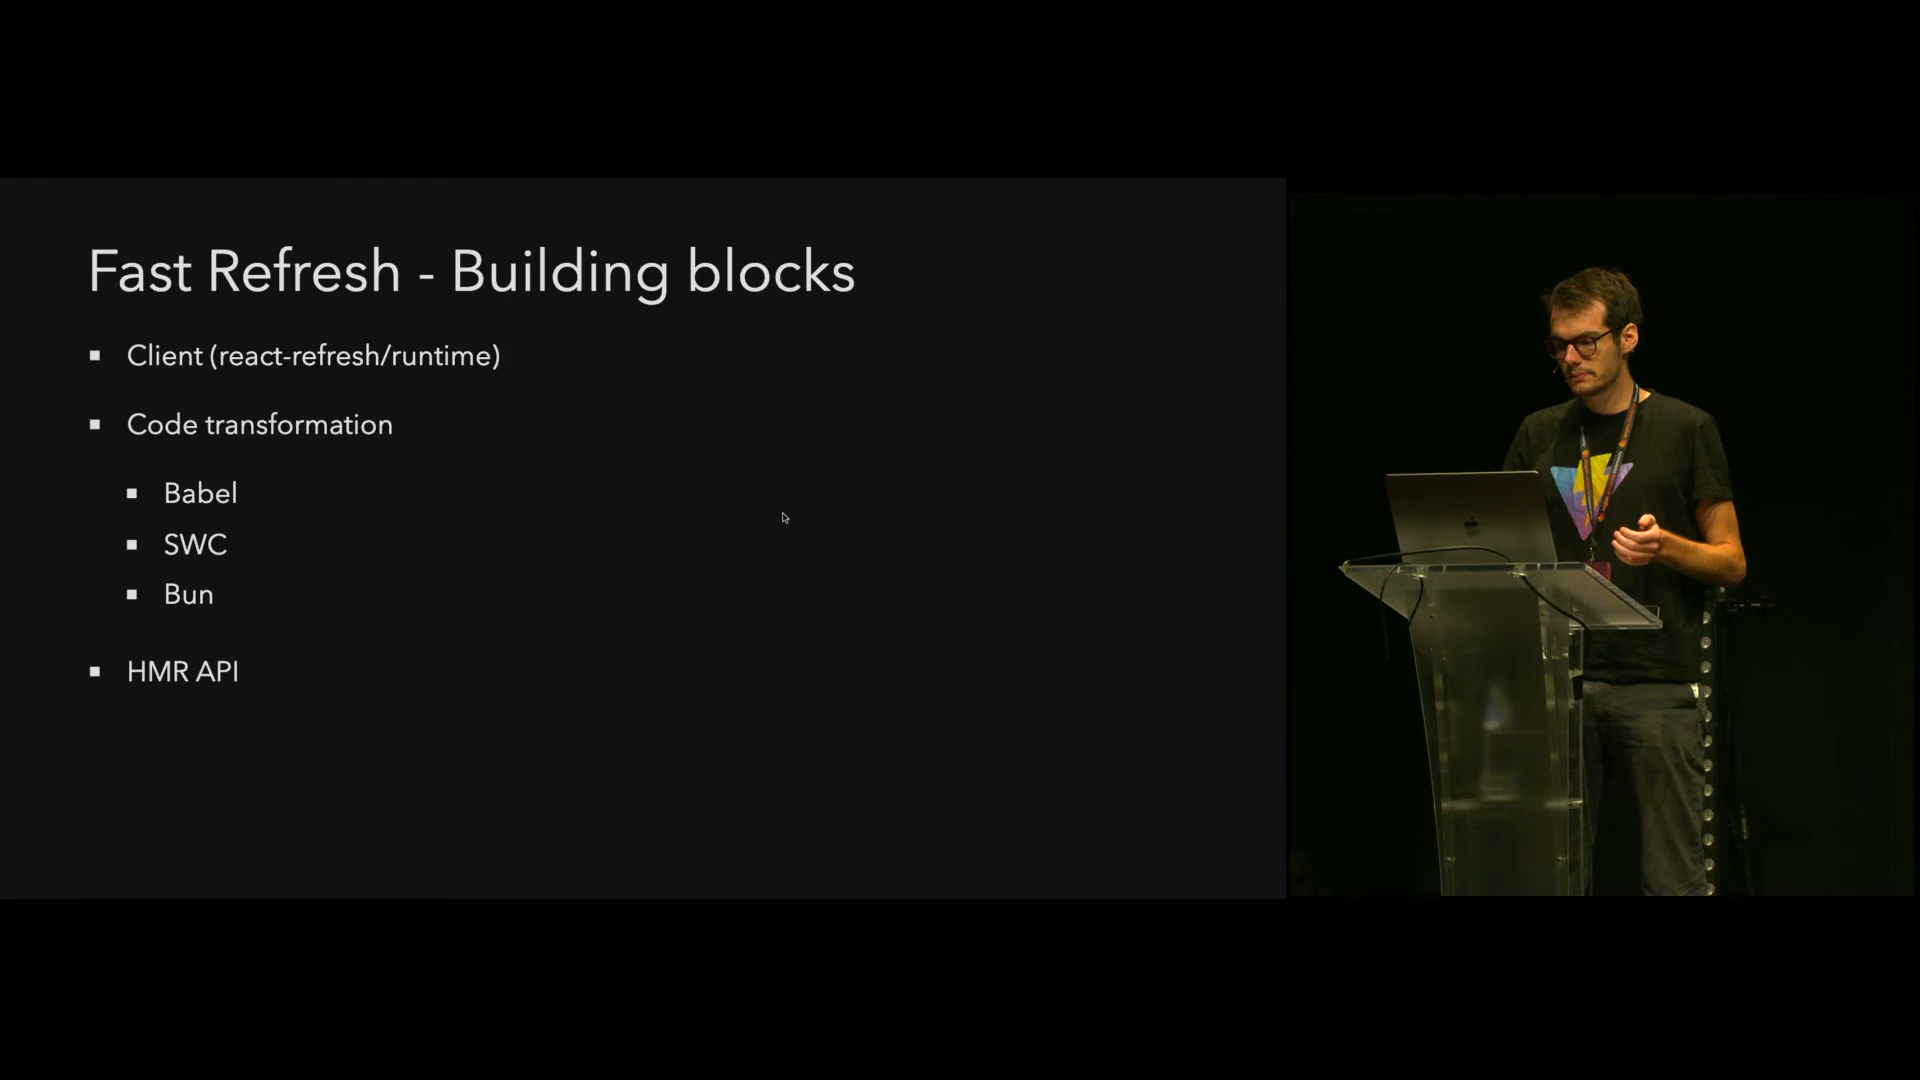 Fast Refresh - Building blocks
Client (react-refresh/runtime)
Code transformation
Babel
SWC
Bun
HMR API